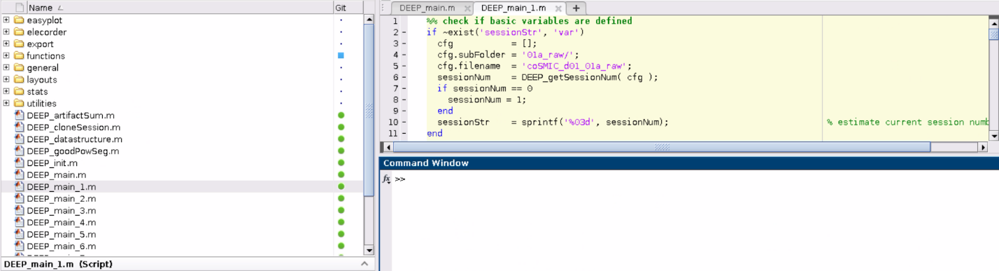 Name
Git
easyplot
elecorder
export
functions
general
layouts
stats
utilities
DEEP_artifactSum.m
DEEP_cloneSession.m
DEEP_datastructure.m
DEEP_goodPowSeg.m
DEEP_init.m
DEEP_main.m
DEEP_main_1.m
DEEP_main_2.m
DEEP_main_3.m
DEEP_main_4.m
DEEP_main_5.m
DEEP_main_6.m
DEEP_main_1.m (Script)
DEEP_main.m DEEP_main_1.m
1 %% check if basic variables are defined
2 - if ~exist('sessionStr', 'var')
3 - cfg = [];
4 - cfg.subFolder = '01a_raw/';
5 - cfg.filename = 'coSMIC_d01_01a_raw';
6 - sessionNum = DEEP_getSessionNum( cfg );
7 - if sessionNum == 0
8 - sessionNum = 1;
9 - end
10 - sessionStr = sprintf('%03d', sessionNum); % estimate current session numb
11 - end
Command Window
fx >>